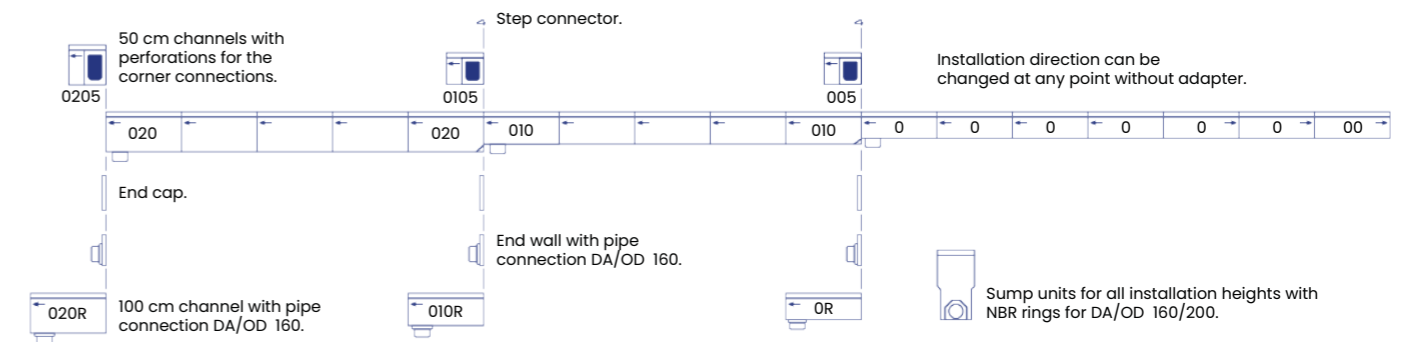 Step connector.
50 cm channels with
perforations for the
corner connections.
Installation direction can be
changed at any point without adapter.
0205
0105
005
020
020
010
010
0
0
0
0
0
0
00
End cap.
End wall with pipe
connection DA/OD 160.
020R
100 cm channel with pipe
connection DA/OD 160.
010R
0R
Sump units for all installation heights with
NBR rings for DA/OD 160/200.